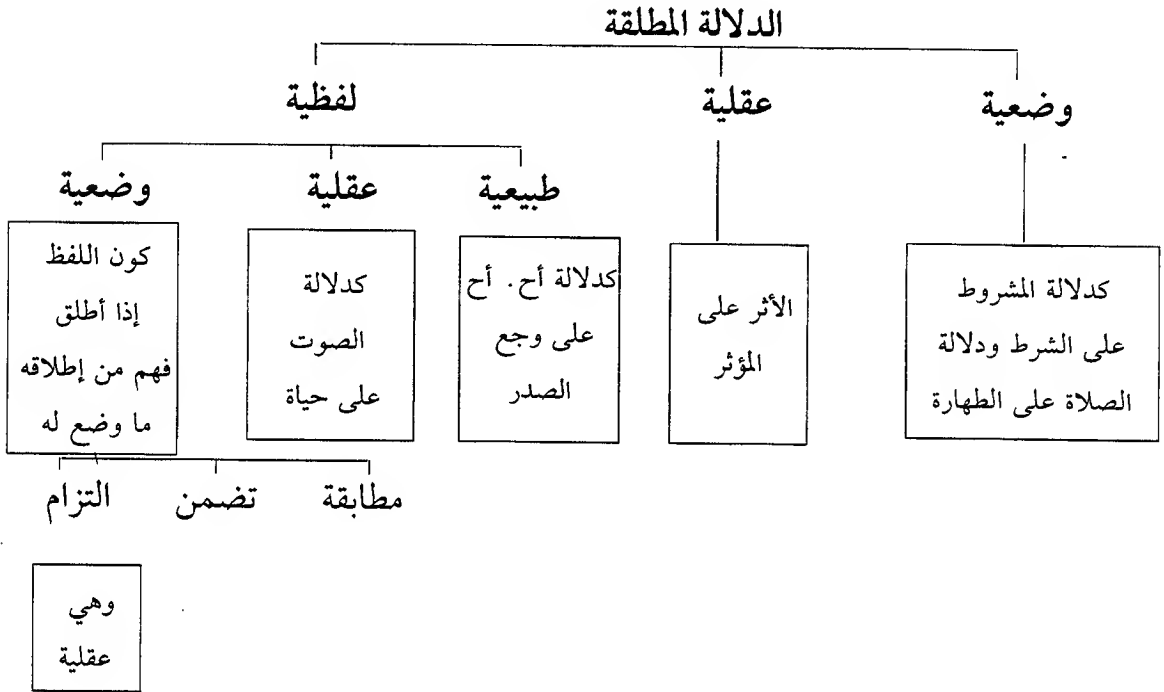 الدلالة المطلقة
وضعية
عقلية
لفظية
كدلالة المشروط
على الشرط ودلالة
الصلاة على الطهارة
الأثر على
المؤثر
طبيعية
عقلية
وضعية
كدلالة أح. أح
على وجع
الصدر
كدلالة
الصوت
على حياة
كون اللفظ
إذا أطلق
فهم من إطلاقه
ما وضع له
مطابقة
تضمن
التزام
وهي
عقلية